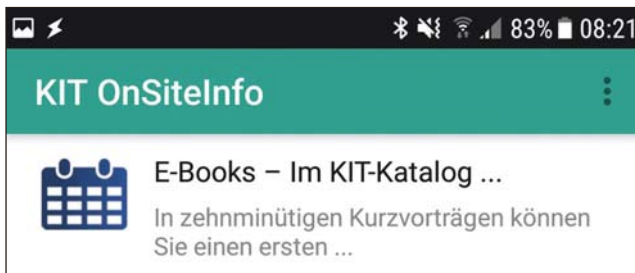 83% 08:21
KIT OnSiteInfo
E-Books – Im KIT-Katalog ...
In zehnminütigen Kurzvorträgen können
Sie einen ersten ...